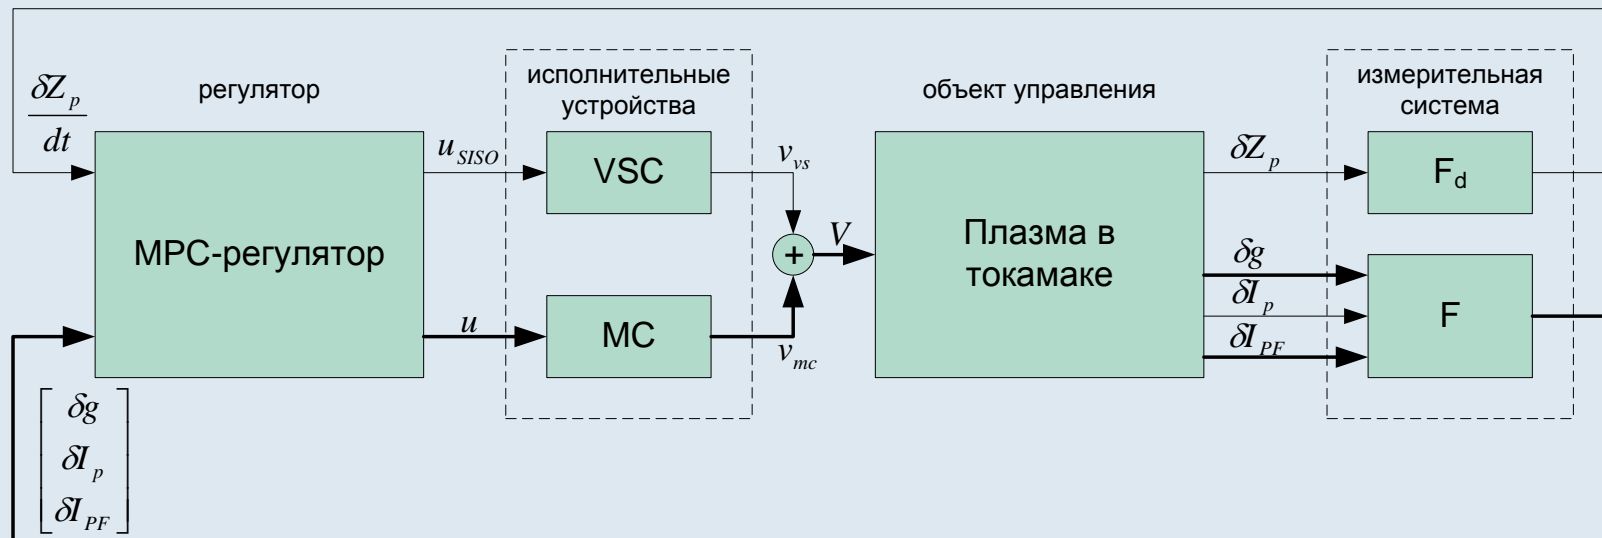 регулятор
исполнительные
устройства
объект управления
измерительная
система
δZ_p
dt
МРС-регулятор
u_SISO
VSC
v_vs
u
MC
v_mc
+
V
Плазма в
токамаке
δZ_p
δg
δI_p
δI_PF
F_d
F
δg
δI_p
δI_PF